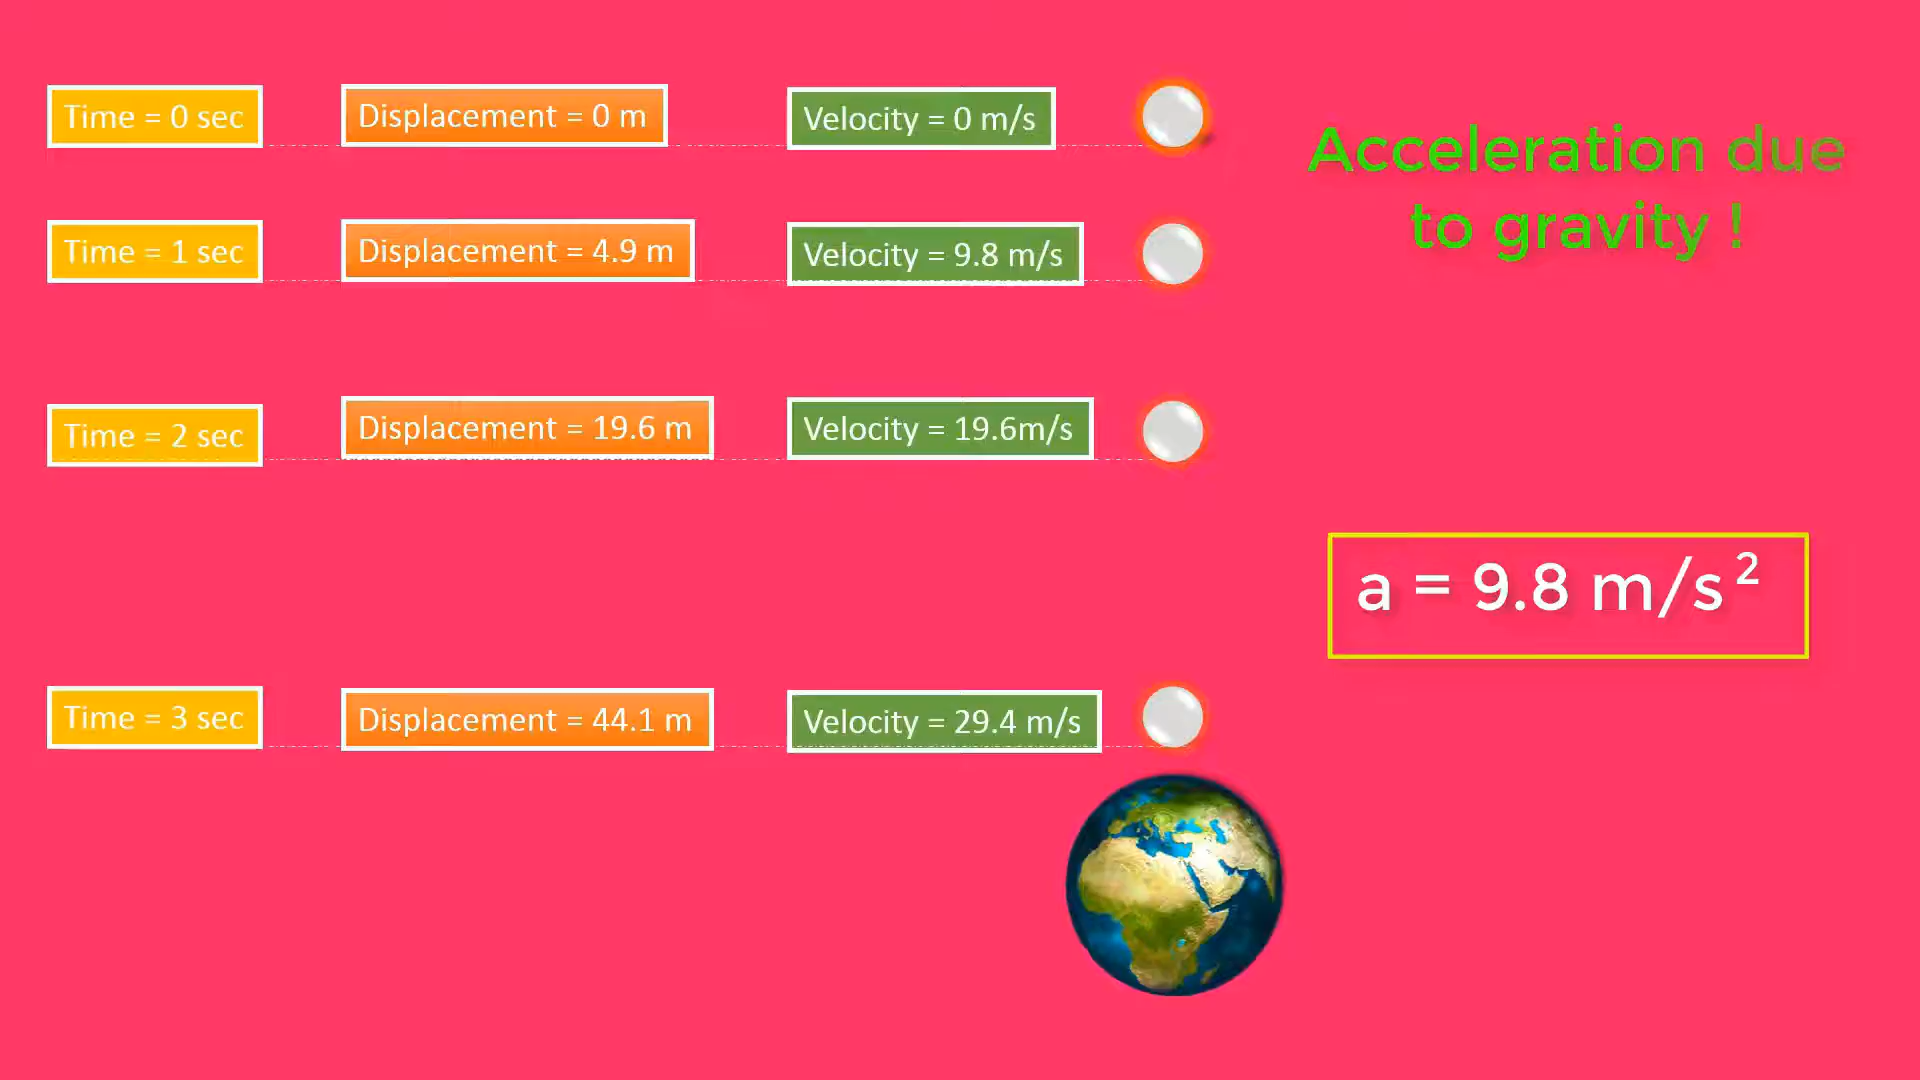 Time = 0 sec
Displacement = 0 m
Velocity = 0 m/s
Acceleration due
to gravity !
Time = 1 sec
Displacement = 4.9 m
Velocity = 9.8 m/s
Time = 2 sec
Displacement = 19.6 m
Velocity = 19.6m/s
a = 9.8 m/s²
Time = 3 sec
Displacement = 44.1 m
Velocity = 29.4 m/s